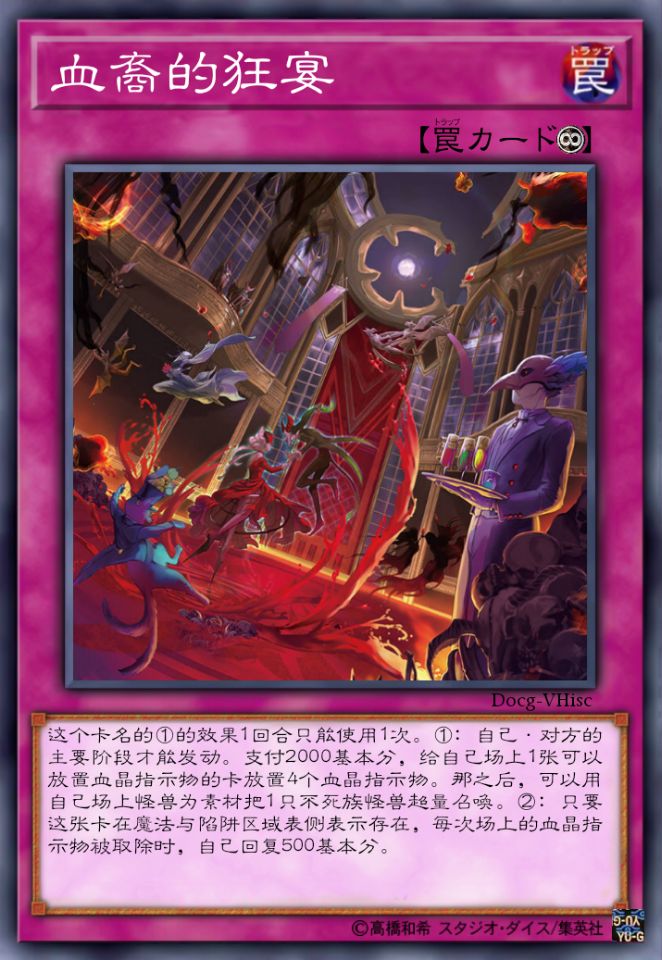 血裔的狂宴
トラップ
罠
トラップ
【罠カード♾】
Docg-VHisc
这个卡名的①的效果1回合只能使用1次。①：自己·对方的
主要阶段才能发动。支付2000基本分，给自己场上1张可以
放置血晶指示物的卡放置4个血晶指示物。那之后，可以用
自己场上怪兽为素材把1只不死族怪兽超量召唤。②：只要
这张卡在魔法与陷阱区域表侧表示存在，每次场上的血晶指
示物被取除时，自己回复500基本分。
©高橋和希 スタジオ・ダイス/集英社
YU-G
YU-G